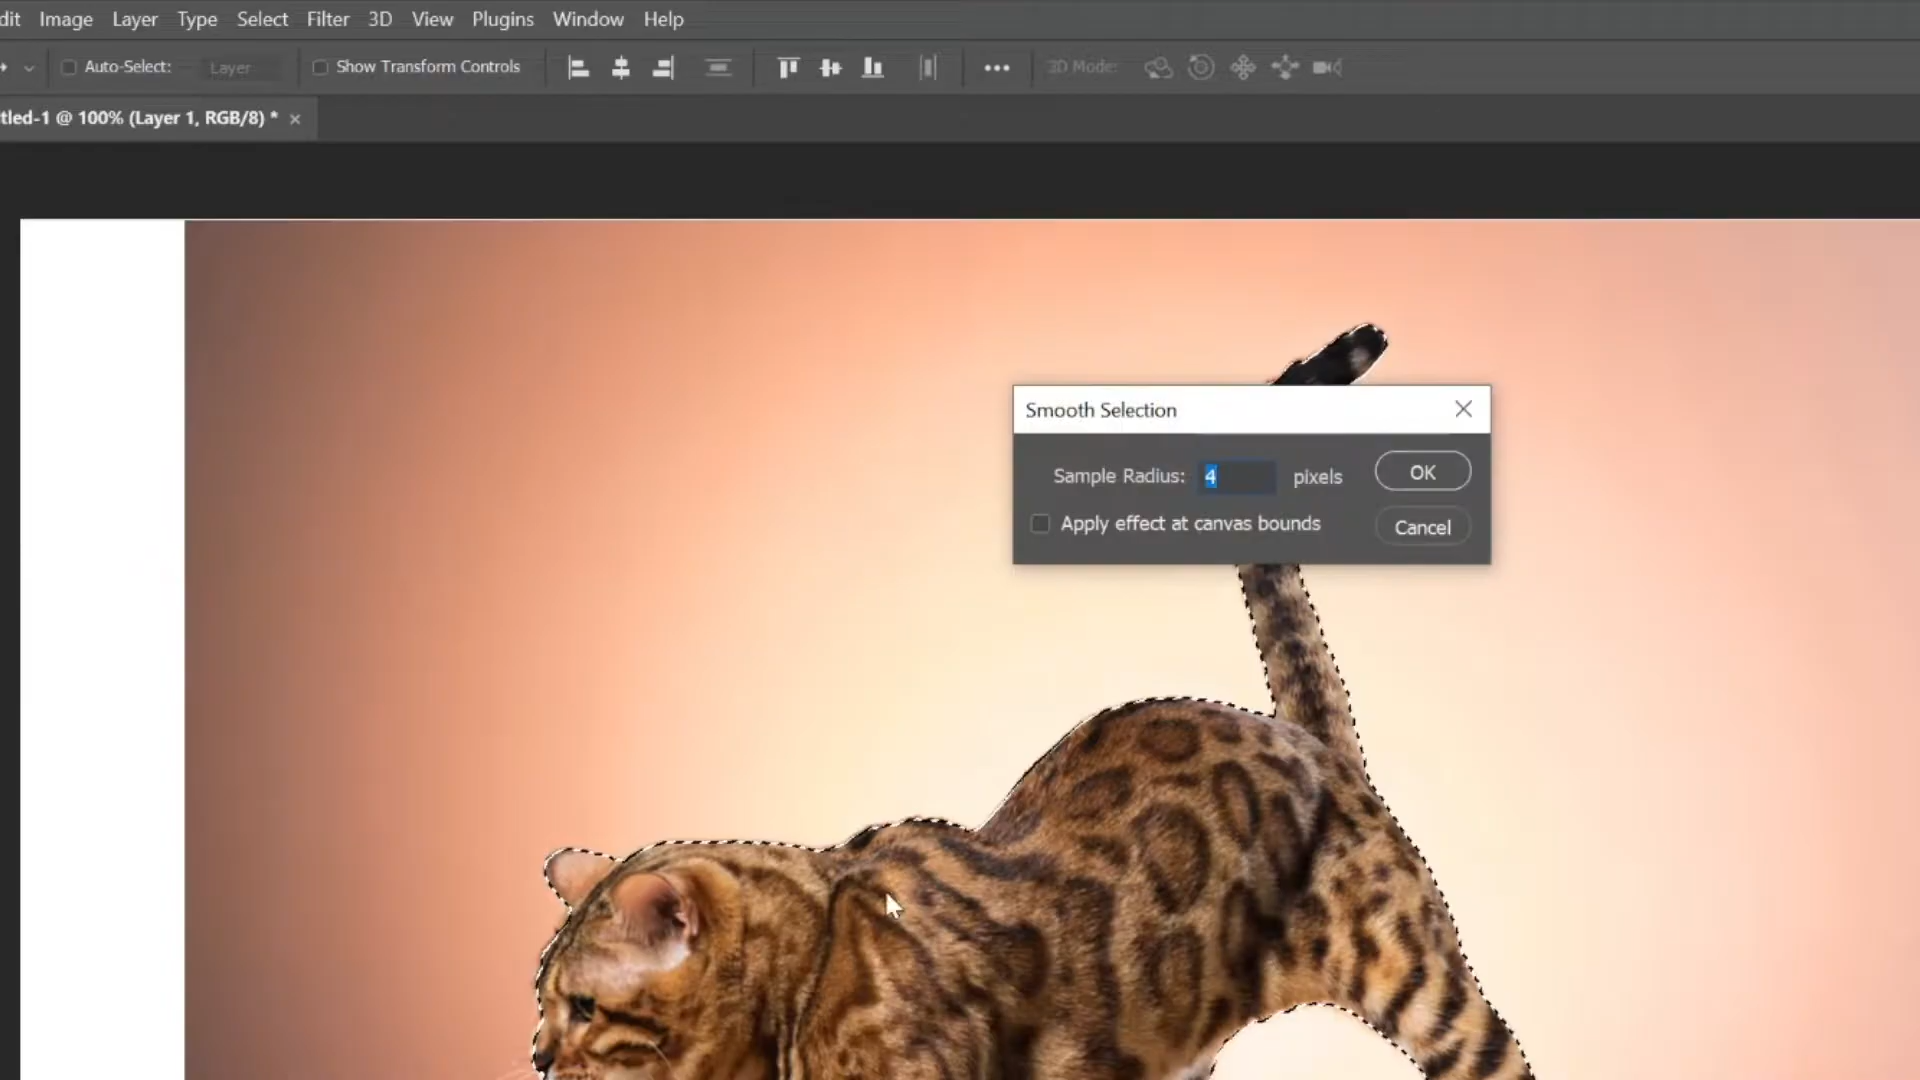 dit Image Layer Type Select Filter 3D View Plugins Window Help
Auto-Select: Layer Show Transform Controls 3D Mode:
tled-1 @ 100% (Layer 1, RGB/8) *
Smooth Selection
Sample Radius: 4 pixels OK
Apply effect at canvas bounds Cancel